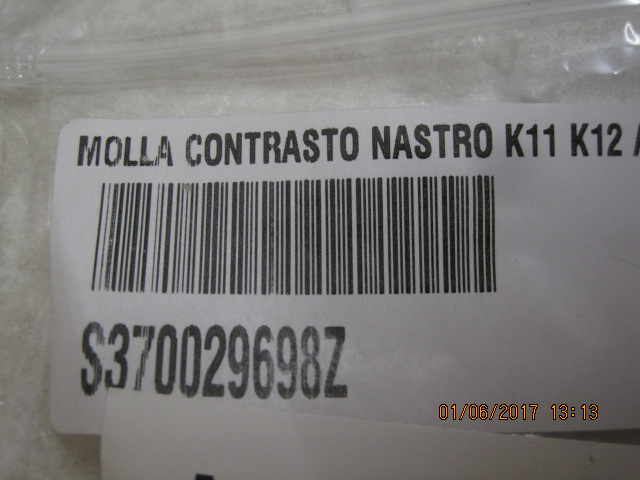 MOLLA CONTRASTO NASTRO K11 K12
S370029698Z
01/06/2017 13:13